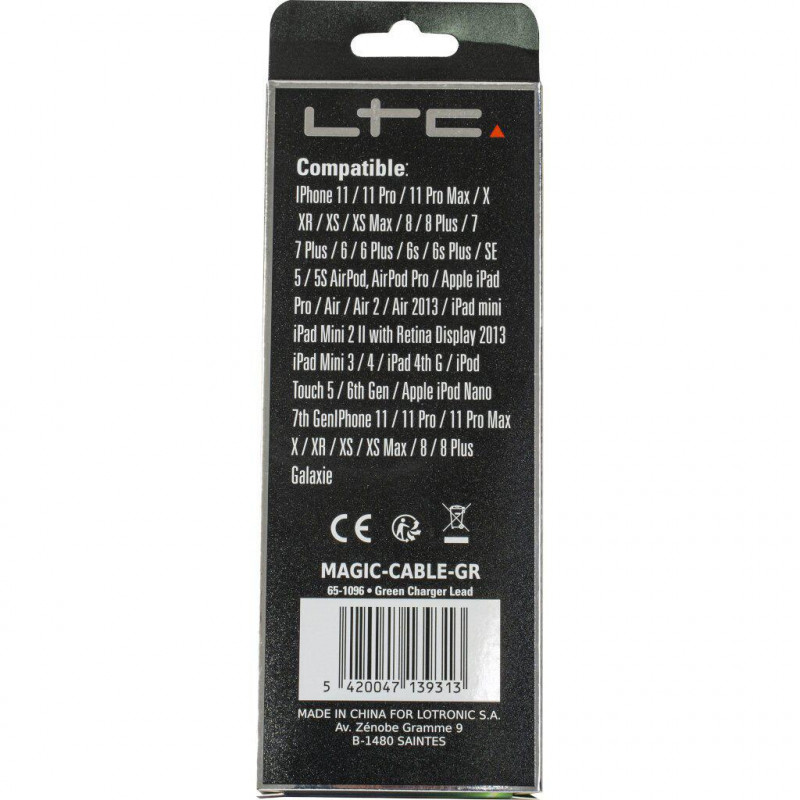 LTC
Compatible:
IPhone 11 / 11 Pro / 11 Pro Max / X
XR / XS / XS Max / 8 / 8 Plus / 7
7 Plus / 6 / 6 Plus / 6s / 6s Plus / SE
5 / 5S AirPod, AirPod Pro / Apple iPad
Pro / Air / Air 2 / Air 2013 / iPad mini
iPad Mini 2 II with Retina Display 2013
iPad Mini 3 / 4 / iPad 4th G / iPod
Touch 5 / 6th Gen / Apple iPod Nano
7th GenIPhone 11 / 11 Pro / 11 Pro Max
X / XR / XS / XS Max / 8 / 8 Plus
Galaxie
CE
MAGIC-CABLE-GR
65-1096 • Green Charger Lead
5 420047 139313
MADE IN CHINA FOR LOTRONIC S.A.
Av. Zénobe Gramme 9
B-1480 SAINTES